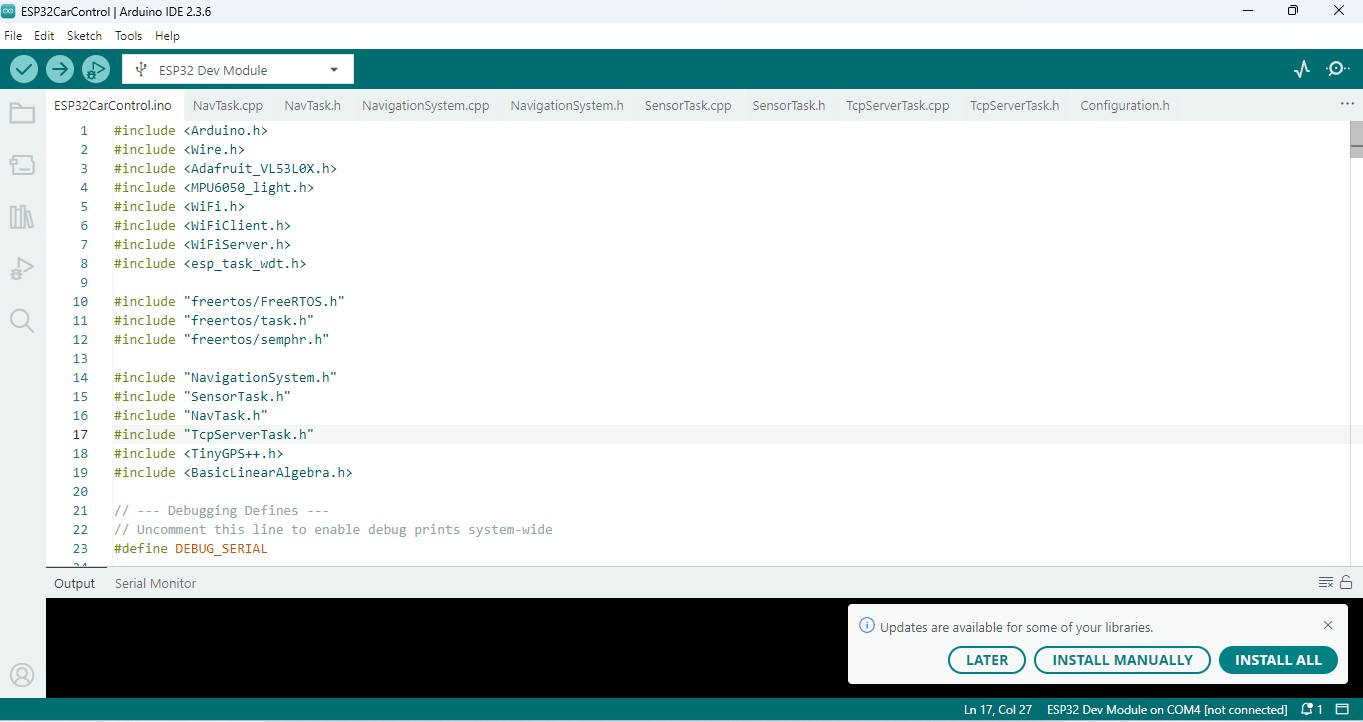 ESP32CarControl | Arduino IDE 2.3.6
File Edit Sketch Tools Help
ESP32 Dev Module
ESP32CarControl.ino NavTask.cpp NavTask.h NavigationSystem.cpp NavigationSystem.h SensorTask.cpp SensorTask.h TcpServerTask.cpp TcpServerTask.h Configuration.h ...
1 #include <Arduino.h>
2 #include <Wire.h>
3 #include <Adafruit_VL53L0X.h>
4 #include <MPU6050_light.h>
5 #include <WiFi.h>
6 #include <WiFiClient.h>
7 #include <WiFiServer.h>
8 #include <esp_task_wdt.h>
9
10 #include "freertos/FreeRTOS.h"
11 #include "freertos/task.h"
12 #include "freertos/semphr.h"
13
14 #include "NavigationSystem.h"
15 #include "SensorTask.h"
16 #include "NavTask.h"
17 #include "TcpServerTask.h"
18 #include <TinyGPS++.h>
19 #include <BasicLinearAlgebra.h>
20
21 // --- Debugging Defines ---
22 // Uncomment this line to enable debug prints system-wide
23 #define DEBUG_SERIAL
24
Output Serial Monitor
Updates are available for some of your libraries.
LATER INSTALL MANUALLY INSTALL ALL
Ln 17, Col 27 ESP32 Dev Module on COM4 [not connected] 1